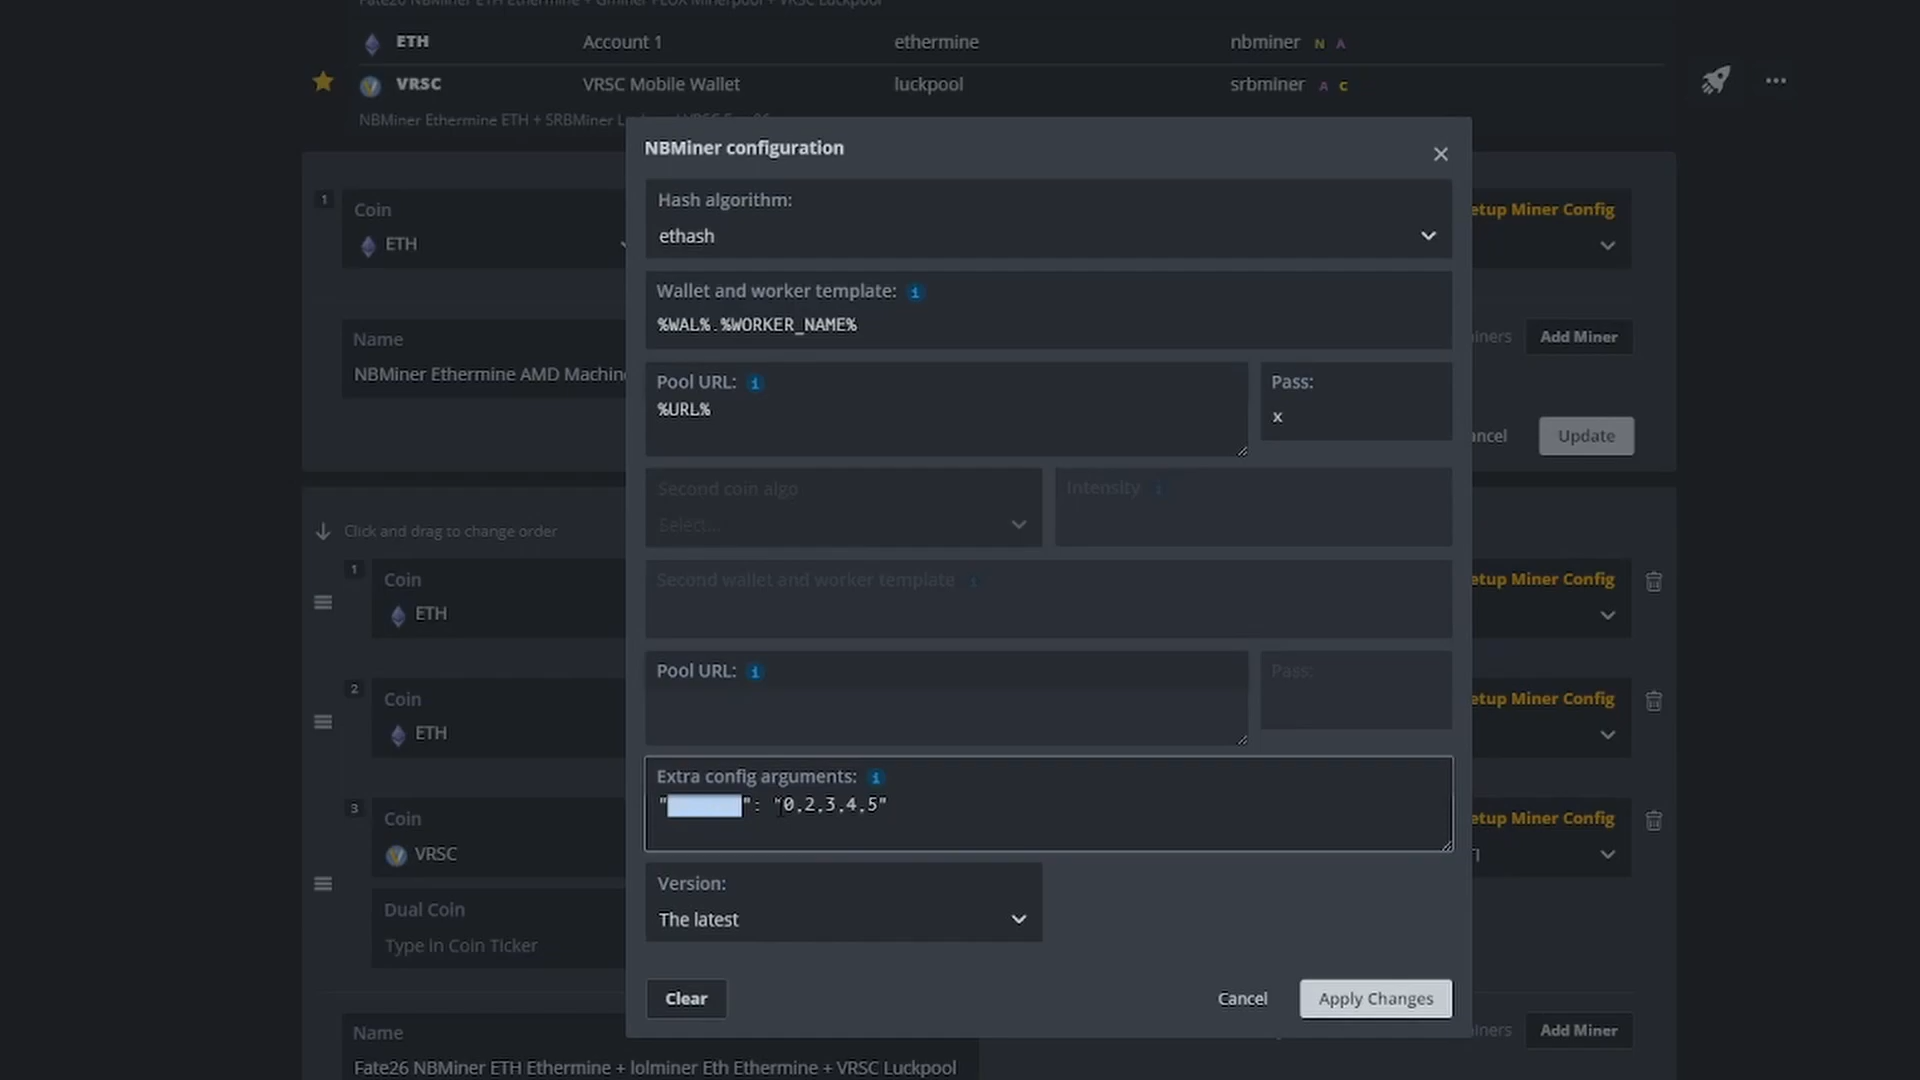 ETH Account 1 ethermine nbminer N A
VRSC VRSC Mobile Wallet luckpool srbminer A C
NBMiner Ethermine ETH + SRBMiner
NBMiner configuration
Hash algorithm:
ethash
Wallet and worker template:
%WAL%.%WORKER_NAME%
Pool URL:
%URL%
Pass:
x
Second coin algo
Select...
Intensity
Second wallet and worker template
Pool URL:
Pass:
Extra config arguments:
"": "0,2,3,4,5"
Version:
The latest
Clear
Cancel
Apply Changes
1
Coin
ETH
etup Miner Config
Name
NBMiner Ethermine AMD Machin
iners
Add Miner
ancel
Update
Click and drag to change order
1
Coin
ETH
etup Miner Config
2
Coin
ETH
etup Miner Config
3
Coin
VRSC
etup Miner Config
Dual Coin
Type in Coin Ticker
Name
Fate26 NBMiner ETH Ethermine + lolminer Eth Ethermine + VRSC Luckpool
iners
Add Miner